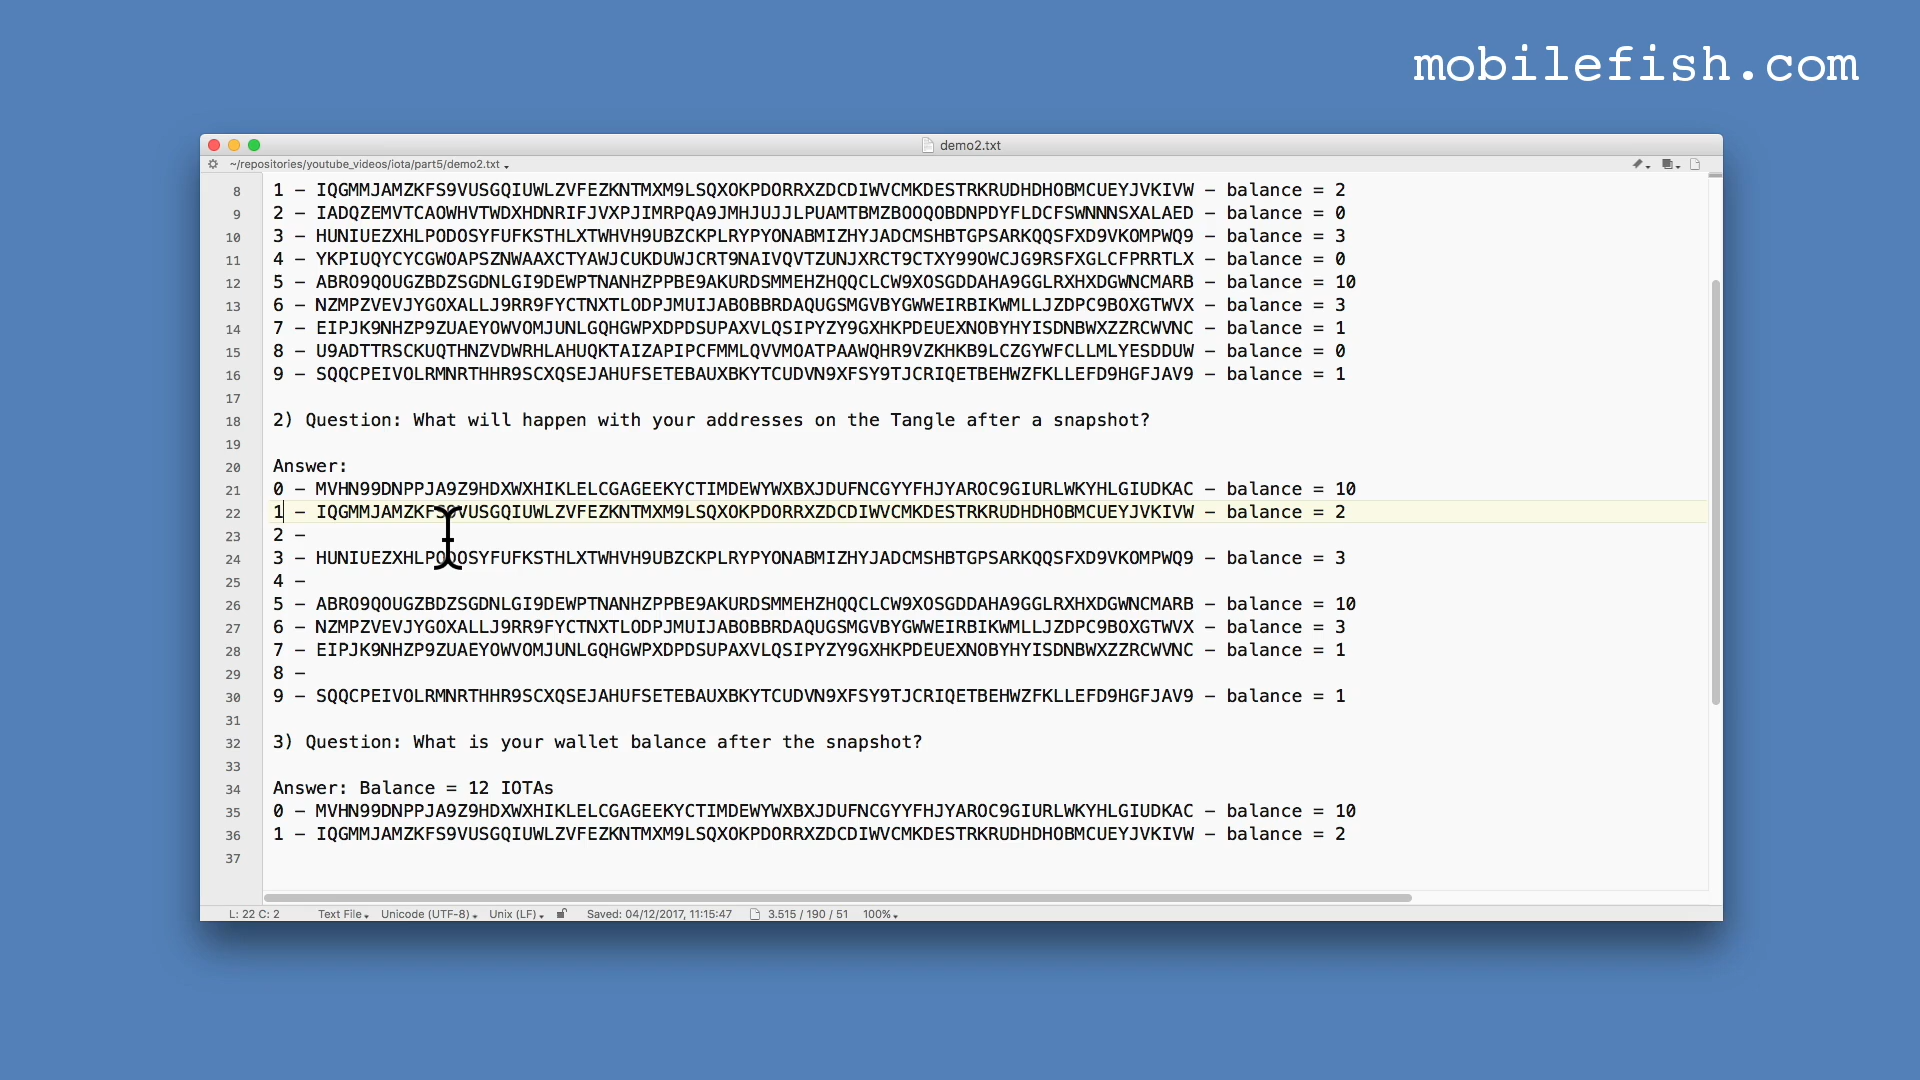 mobilefish.com
demo2.txt
~/repositories/youtube_videos/iota/part5/demo2.txt
8 1 – IQGMMJAMZKFS9VUSGQIUWLZVFEZKNTMXM9LSQXOKPDORRXZDCDIWVCMKDESTRKRUDHDHOBMCUEYJVKIVW – balance = 2
9 2 – IADQZEMVTCAOWHVTWDXHDNRIFJVXPJIMRPQA9JMHJUJJLPUAMTBMZBOOQOBDNPDYFLDCFSWNNNSXALAED – balance = 0
10 3 – HUNIUEZXHLPODOSYFUFKSTHLXTWHVH9UBZCKPLRYPYONABMIZHYJADCMSHBTGPSARKQQSFXD9VKOMPWQ9 – balance = 3
11 4 – YKPIUQYCYCGWOAPSZNWAAXCTYAWJCUKDUWJCRT9NAIVQVTZUNJXRCT9CTXY99OWCJG9RSFXGLCFPRRTLX – balance = 0
12 5 – ABRO9QOUGZBDZSGDNLGI9DEWPTNANHZPPBE9AKURDSMMEHZHQQCLCW9XOSGDDAHA9GGLRXHXDGWNCMARB – balance = 10
13 6 – NZMPZVEVJYGOXALLJ9RR9FYCTNXTLODPJMUIJABOBBRDAQUGSMGVBYGWWEIRBIKWMLLJZDPC9BOXGTWVX – balance = 3
14 7 – EIPJK9NHZP9ZUAEYOWVOMJUNLGQHGWPXDPDSUPAXVLQSIPYZY9GXHKPDEUEXNOBYHYISDNBWXZZRCWVNC – balance = 1
15 8 – U9ADTTRSCKUQTHNZVDWRHLAHUQKTAIZAPIPCFMMLQVVMOATPAAWQHR9VZKHKB9LCZGYWFCLLMLYESDDUW – balance = 0
16 9 – SQQCPEIVOLRMNRTHHR9SCXQSEJAHUFSETEBAUXBKYTCUDVN9XFSY9TJCRIQETBEHWZFKLLEFD9HGFJAV9 – balance = 1
17
18 2) Question: What will happen with your addresses on the Tangle after a snapshot?
19
20 Answer:
21 0 – MVHN99DNPPJA9Z9HDXWXHIKLELCGAGEEKYCTIMDEWYWXBXJDUFNCGYYFHJYAROC9GIURLWKYHLGIUDKAC – balance = 10
22 1 – IQGMMJAMZKFS9VUSGQIUWLZVFEZKNTMXM9LSQXOKPDORRXZDCDIWVCMKDESTRKRUDHDHOBMCUEYJVKIVW – balance = 2
23 2 –
24 3 – HUNIUEZXHLPODOSYFUFKSTHLXTWHVH9UBZCKPLRYPYONABMIZHYJADCMSHBTGPSARKQQSFXD9VKOMPWQ9 – balance = 3
25 4 –
26 5 – ABRO9QOUGZBDZSGDNLGI9DEWPTNANHZPPBE9AKURDSMMEHZHQQCLCW9XOSGDDAHA9GGLRXHXDGWNCMARB – balance = 10
27 6 – NZMPZVEVJYGOXALLJ9RR9FYCTNXTLODPJMUIJABOBBRDAQUGSMGVBYGWWEIRBIKWMLLJZDPC9BOXGTWVX – balance = 3
28 7 – EIPJK9NHZP9ZUAEYOWVOMJUNLGQHGWPXDPDSUPAXVLQSIPYZY9GXHKPDEUEXNOBYHYISDNBWXZZRCWVNC – balance = 1
29 8 –
30 9 – SQQCPEIVOLRMNRTHHR9SCXQSEJAHUFSETEBAUXBKYTCUDVN9XFSY9TJCRIQETBEHWZFKLLEFD9HGFJAV9 – balance = 1
31
32 3) Question: What is your wallet balance after the snapshot?
33
34 Answer: Balance = 12 IOTAs
35 0 – MVHN99DNPPJA9Z9HDXWXHIKLELCGAGEEKYCTIMDEWYWXBXJDUFNCGYYFHJYAROC9GIURLWKYHLGIUDKAC – balance = 10
36 1 – IQGMMJAMZKFS9VUSGQIUWLZVFEZKNTMXM9LSQXOKPDORRXZDCDIWVCMKDESTRKRUDHDHOBMCUEYJVKIVW – balance = 2
37
L: 22 C: 2 Text File Unicode (UTF-8) Unix (LF) Saved: 04/12/2017, 11:15:47 3.515 / 190 / 51 100%